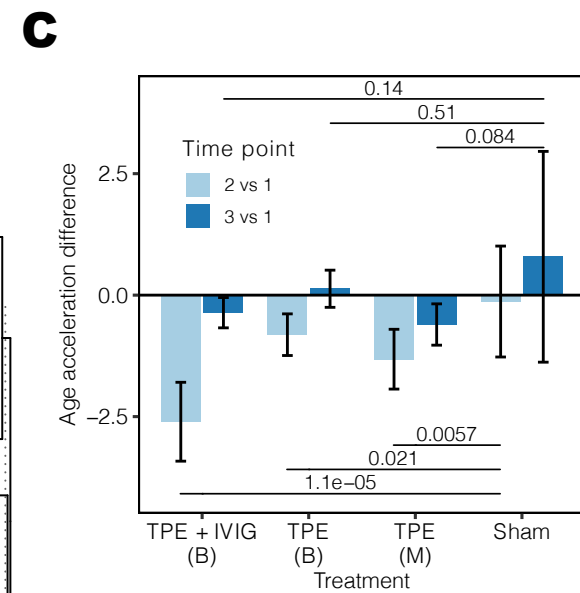 C
0.14
0.51
0.084
Time point
2 vs 1
3 vs 1
2.5
0.0
−2.5
Age acceleration difference
0.0057
0.021
1.1e−05
TPE + IVIG
(B)
TPE
(B)
TPE
(M)
Sham
Treatment